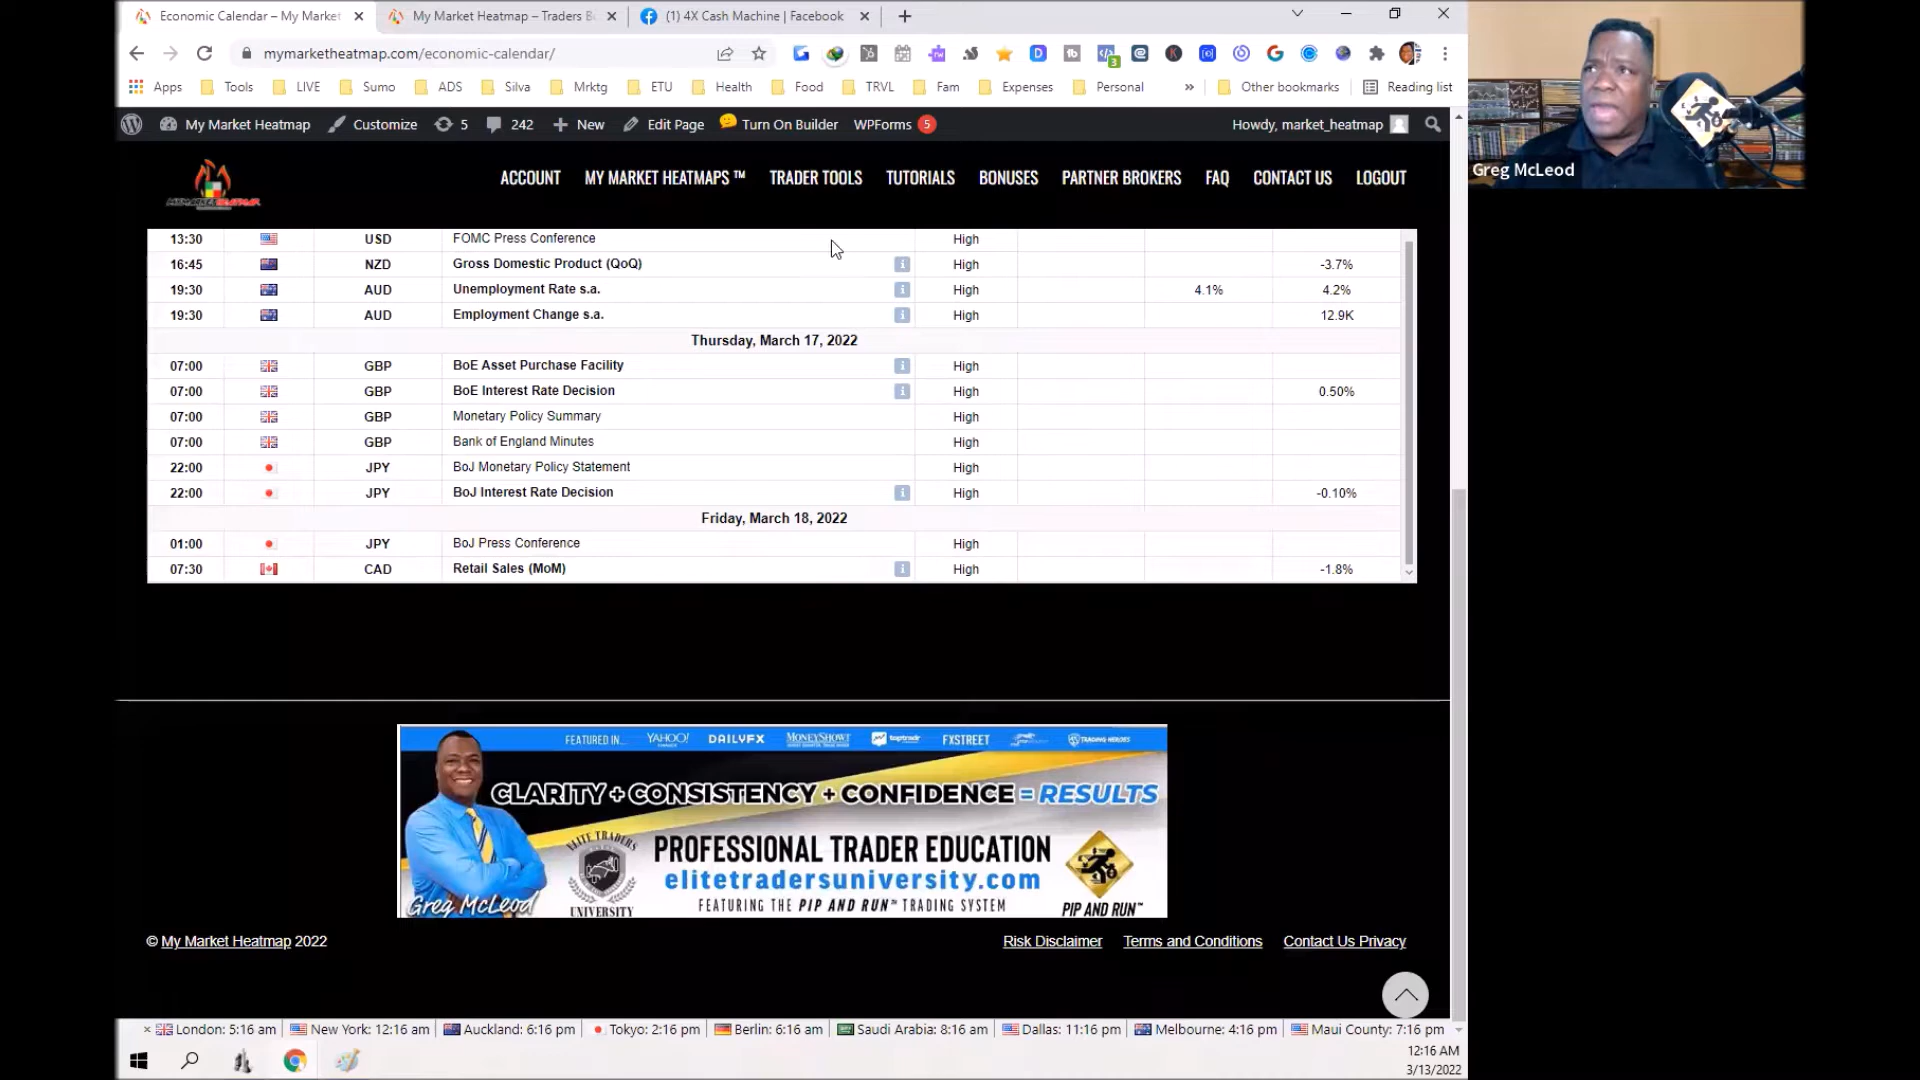 Economic Calendar – My Market
My Market Heatmap – Traders B
(1) 4X Cash Machine | Facebook
mymarketheatmap.com/economic-calendar/
3
Apps Tools LIVE Sumo ADS Silva Mrktg ETU Health Food TRVL Fam Expenses Personal » Other bookmarks Reading list
My Market Heatmap Customize 5 242 + New Edit Page Turn On Builder WPForms 5 Howdy, market_heatmap
Greg McLeod
ACCOUNT MY MARKET HEATMAPS ™ TRADER TOOLS TUTORIALS BONUSES PARTNER BROKERS FAQ CONTACT US LOGOUT
MYMARKETHEATMAP
13:30 USD FOMC Press Conference High
16:45 NZD Gross Domestic Product (QoQ) i High -3.7%
19:30 AUD Unemployment Rate s.a. i High 4.1% 4.2%
19:30 AUD Employment Change s.a. i High 12.9K
Thursday, March 17, 2022
07:00 GBP BoE Asset Purchase Facility i High
07:00 GBP BoE Interest Rate Decision i High 0.50%
07:00 GBP Monetary Policy Summary High
07:00 GBP Bank of England Minutes High
22:00 JPY BoJ Monetary Policy Statement High
22:00 JPY BoJ Interest Rate Decision i High -0.10%
Friday, March 18, 2022
01:00 JPY BoJ Press Conference High
07:30 CAD Retail Sales (MoM) i High -1.8%
FEATURED IN... YAHOO! DAILYFX MONEYSHOW toptradr FXSTREET TRADING HEROES
CLARITY + CONSISTENCY + CONFIDENCE = RESULTS
ELITE TRADERS UNIVERSITY
PROFESSIONAL TRADER EDUCATION
elitetradersuniversity.com
FEATURING THE PIP AND RUN™ TRADING SYSTEM
Greg McLeod
PIP AND RUN™
© My Market Heatmap 2022
Risk Disclaimer Terms and Conditions Contact Us Privacy
× London: 5:16 am New York: 12:16 am Auckland: 6:16 pm Tokyo: 2:16 pm Berlin: 6:16 am Saudi Arabia: 8:16 am Dallas: 11:16 pm Melbourne: 4:16 pm Maui County: 7:16 pm
12:16 AM
3/13/2022